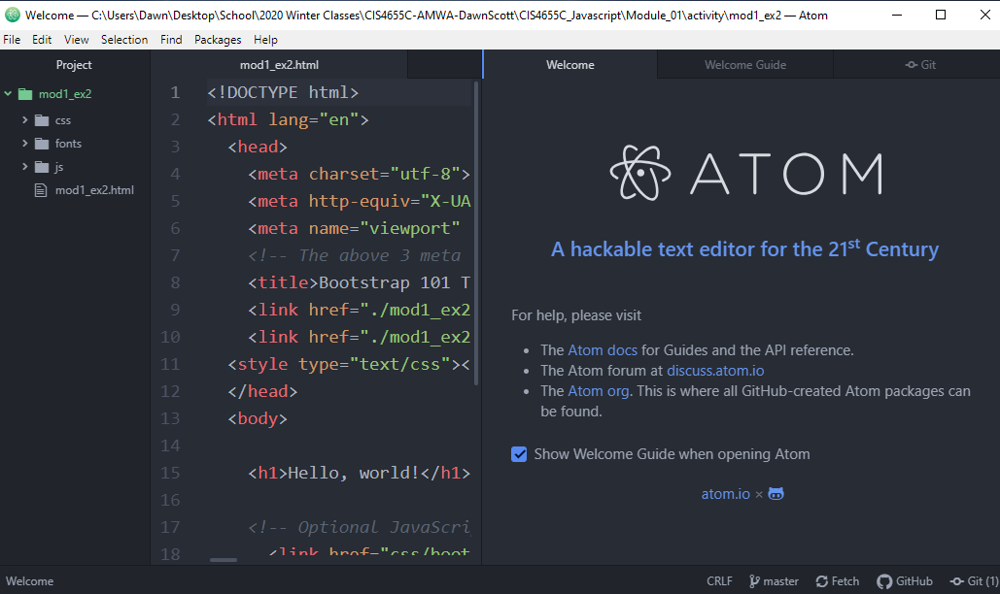 Welcome — C:\Users\Dawn\Desktop\School\2020 Winter Classes\CIS4655C-AMWA-DawnScott\CIS4655C_Javascript\Module_01\activity\mod1_ex2 — Atom
File Edit View Selection Find Packages Help
Project
mod1_ex2
css
fonts
js
mod1_ex2.html
mod1_ex2.html
1 <!DOCTYPE html>
2 <html lang="en">
3 <head>
4 <meta charset="utf-8">
5 <meta http-equiv="X-UA
6 <meta name="viewport"
7 <!-- The above 3 meta
8 <title>Bootstrap 101 T
9 <link href="./mod1_ex2
10 <link href="./mod1_ex2
11 <style type="text/css"><
12 </head>
13 <body>
14
15 <h1>Hello, world!</h1>
16
17 <!-- Optional JavaScri
18 <link href="css/boot
Welcome Welcome Guide Git
ATOM
A hackable text editor for the 21st Century
For help, please visit
• The Atom docs for Guides and the API reference.
• The Atom forum at discuss.atom.io
• The Atom org. This is where all GitHub-created Atom packages can
be found.
Show Welcome Guide when opening Atom
atom.io ×
Welcome CRLF master Fetch GitHub Git (1)